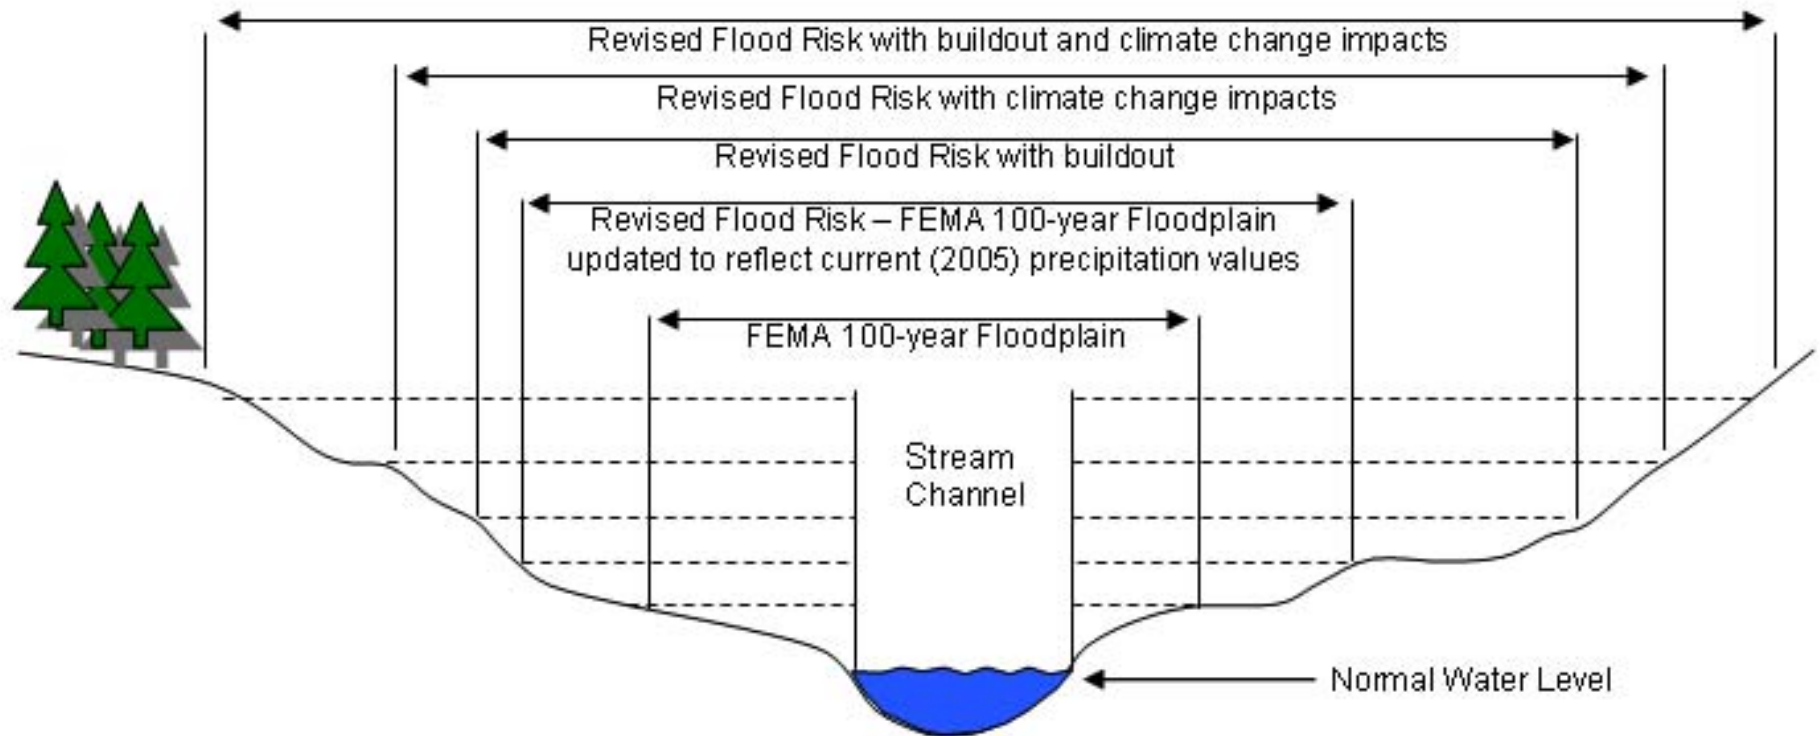 Revised Flood Risk with buildout and climate change impacts
Revised Flood Risk with climate change impacts
Revised Flood Risk with buildout
Revised Flood Risk – FEMA 100-year Floodplain
updated to reflect current (2005) precipitation values
FEMA 100-year Floodplain
Stream
Channel
Normal Water Level